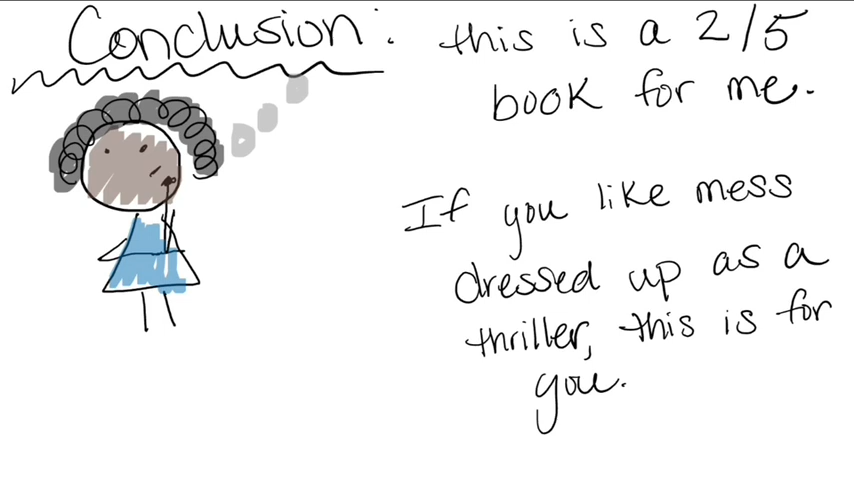 Conclusion:
this is a 2/5
book for me.
If you like mess
dressed up as a
thriller, this is for
you.